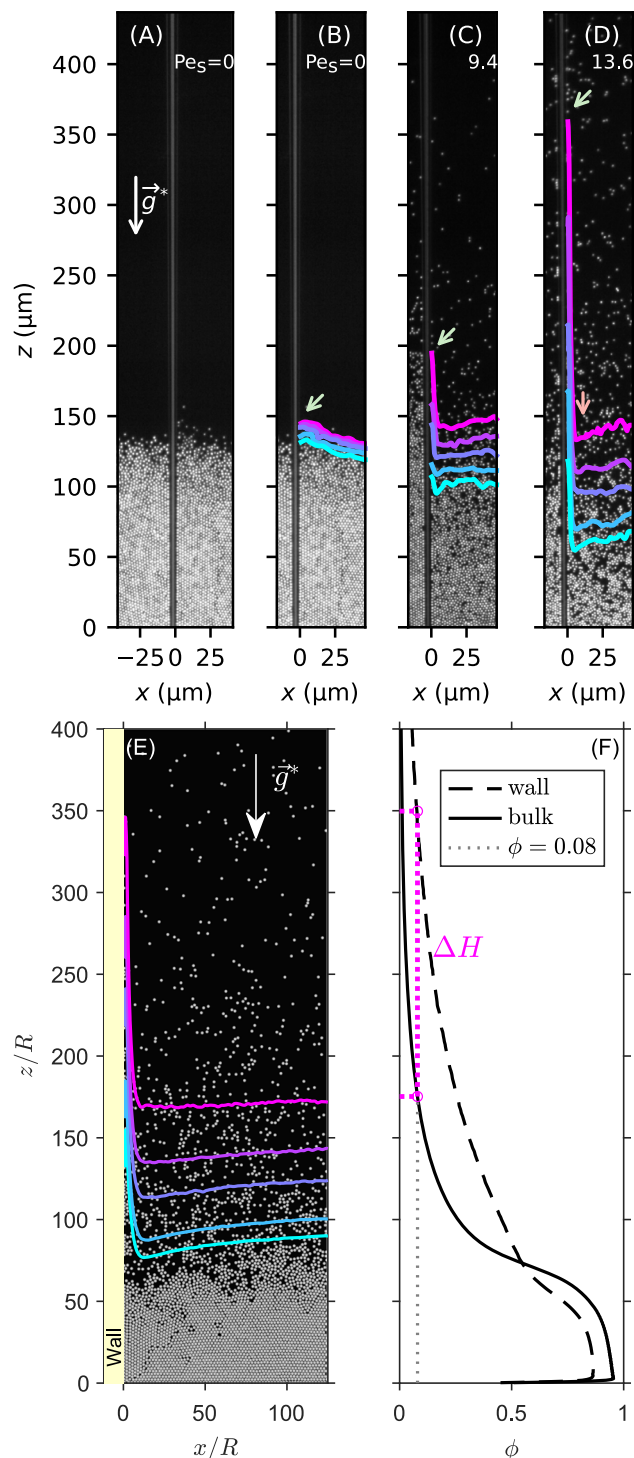 (A)
(B)
(C)
(D)
Pe_S=0
Pe_S=0
9.4
13.6
400
350
300
250
200
150
100
50
0
z (μm)
g⃗*
−25 0 25
0 25
0 25
0 25
x (μm)
x (μm)
x (μm)
x (μm)
(E)
(F)
400
350
300
250
200
150
100
50
0
z/R
g⃗*
Wall
0 50 100
x/R
wall
bulk
ϕ = 0.08
ΔH
0 0.5 1
ϕ